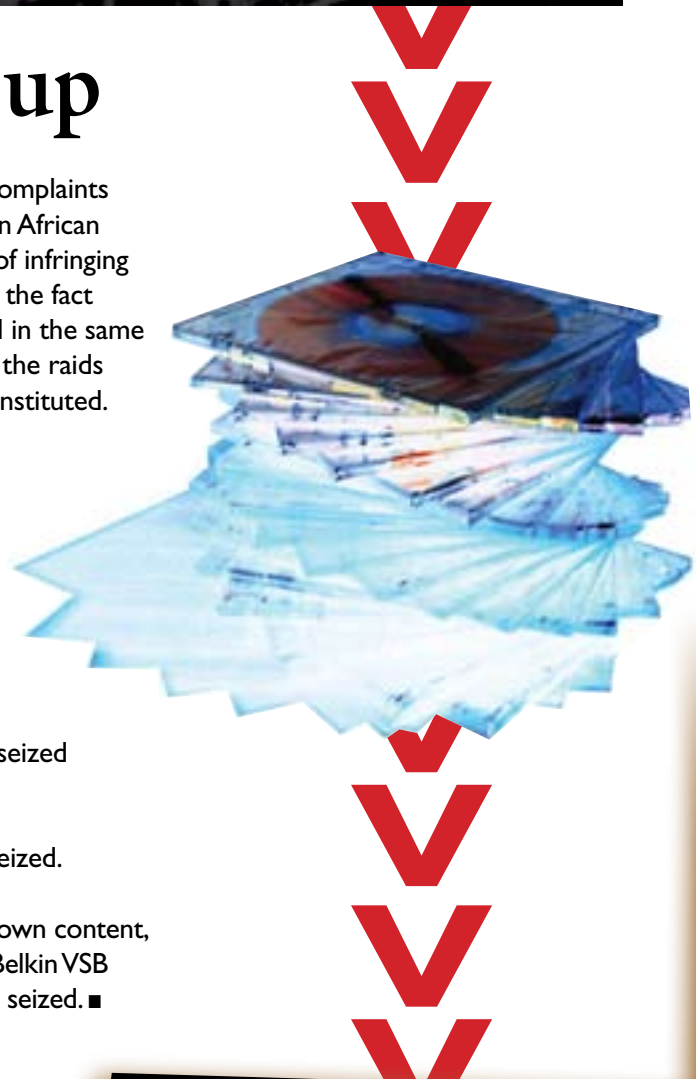 up
omplaints
n African
of infringing
the fact
d in the same
the raids
nstituted.
seized
eized.
own content,
Belkin VSB
seized. ■